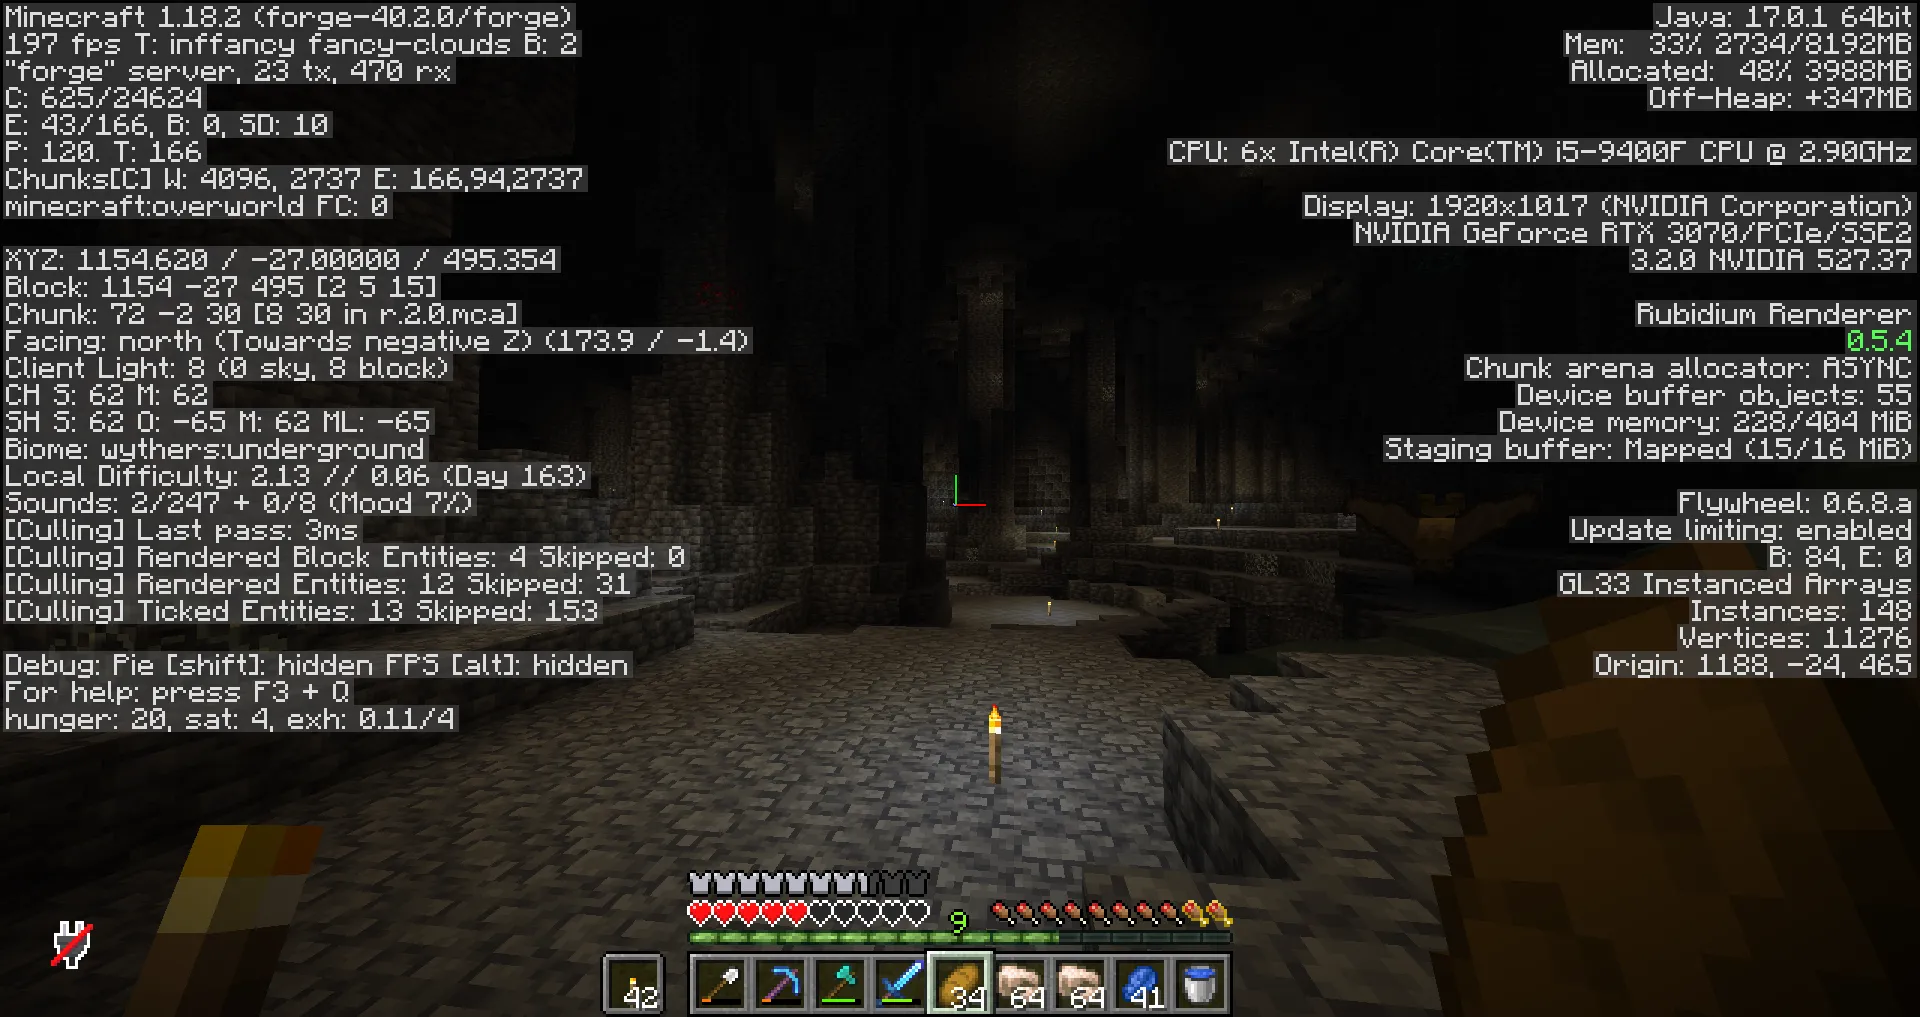 Minecraft 1.18.2 (forge-40.2.0/forge)
197 fps T: inffancy fancy-clouds B: 2
"forge" server, 23 tx, 470 rx
C: 625/24624
E: 43/166, B: 0, SD: 10
P: 120. T: 166
Chunks[C] W: 4096, 2737 E: 166,94,2737
minecraft:overworld FC: 0
XYZ: 1154.620 / -27.00000 / 495.354
Block: 1154 -27 495 [2 5 15]
Chunk: 72 -2 30 [8 30 in r.2.0.mca]
Facing: north (Towards negative Z) (173.9 / -1.4)
Client Light: 8 (0 sky, 8 block)
CH S: 62 M: 62
SH S: 62 O: -65 M: 62 ML: -65
Biome: wythers:underground
Local Difficulty: 2.13 // 0.06 (Day 163)
Sounds: 2/247 + 0/8 (Mood 7%)
[Culling] Last pass: 3ms
[Culling] Rendered Block Entities: 4 Skipped: 0
[Culling] Rendered Entities: 12 Skipped: 31
[Culling] Ticked Entities: 13 Skipped: 153
Debug: Pie [shift]: hidden FPS [alt]: hidden
For help: press F3 + Q
hunger: 20, sat: 4, exh: 0.11/4
Java: 17.0.1 64bit
Mem: 33% 2734/8192MB
Allocated: 48% 3988MB
Off-Heap: +347MB
CPU: 6x Intel(R) Core(TM) i5-9400F CPU @ 2.90GHz
Display: 1920x1017 (NVIDIA Corporation)
NVIDIA GeForce RTX 3070/PCIe/SSE2
3.2.0 NVIDIA 527.37
Rubidium Renderer
0.5.4
Chunk arena allocator: ASYNC
Device buffer objects: 55
Device memory: 228/404 MiB
Staging buffer: Mapped (15/16 MiB)
Flywheel: 0.6.8.a
Update limiting: enabled
B: 84, E: 0
GL33 Instanced Arrays
Instances: 148
Vertices: 11276
Origin: 1188, -24, 465
9
42 34 64 64 41